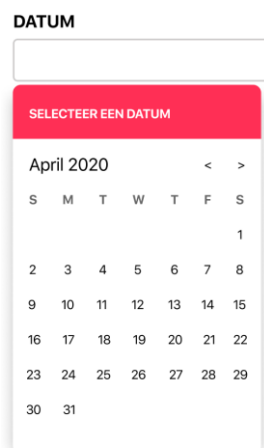 DATUM
SELECTEER EEN DATUM
April 2020 < >
S M T W T F S
1
2 3 4 5 6 7 8
9 10 11 12 13 14 15
16 17 18 19 20 21 22
23 24 25 26 27 28 29
30 31